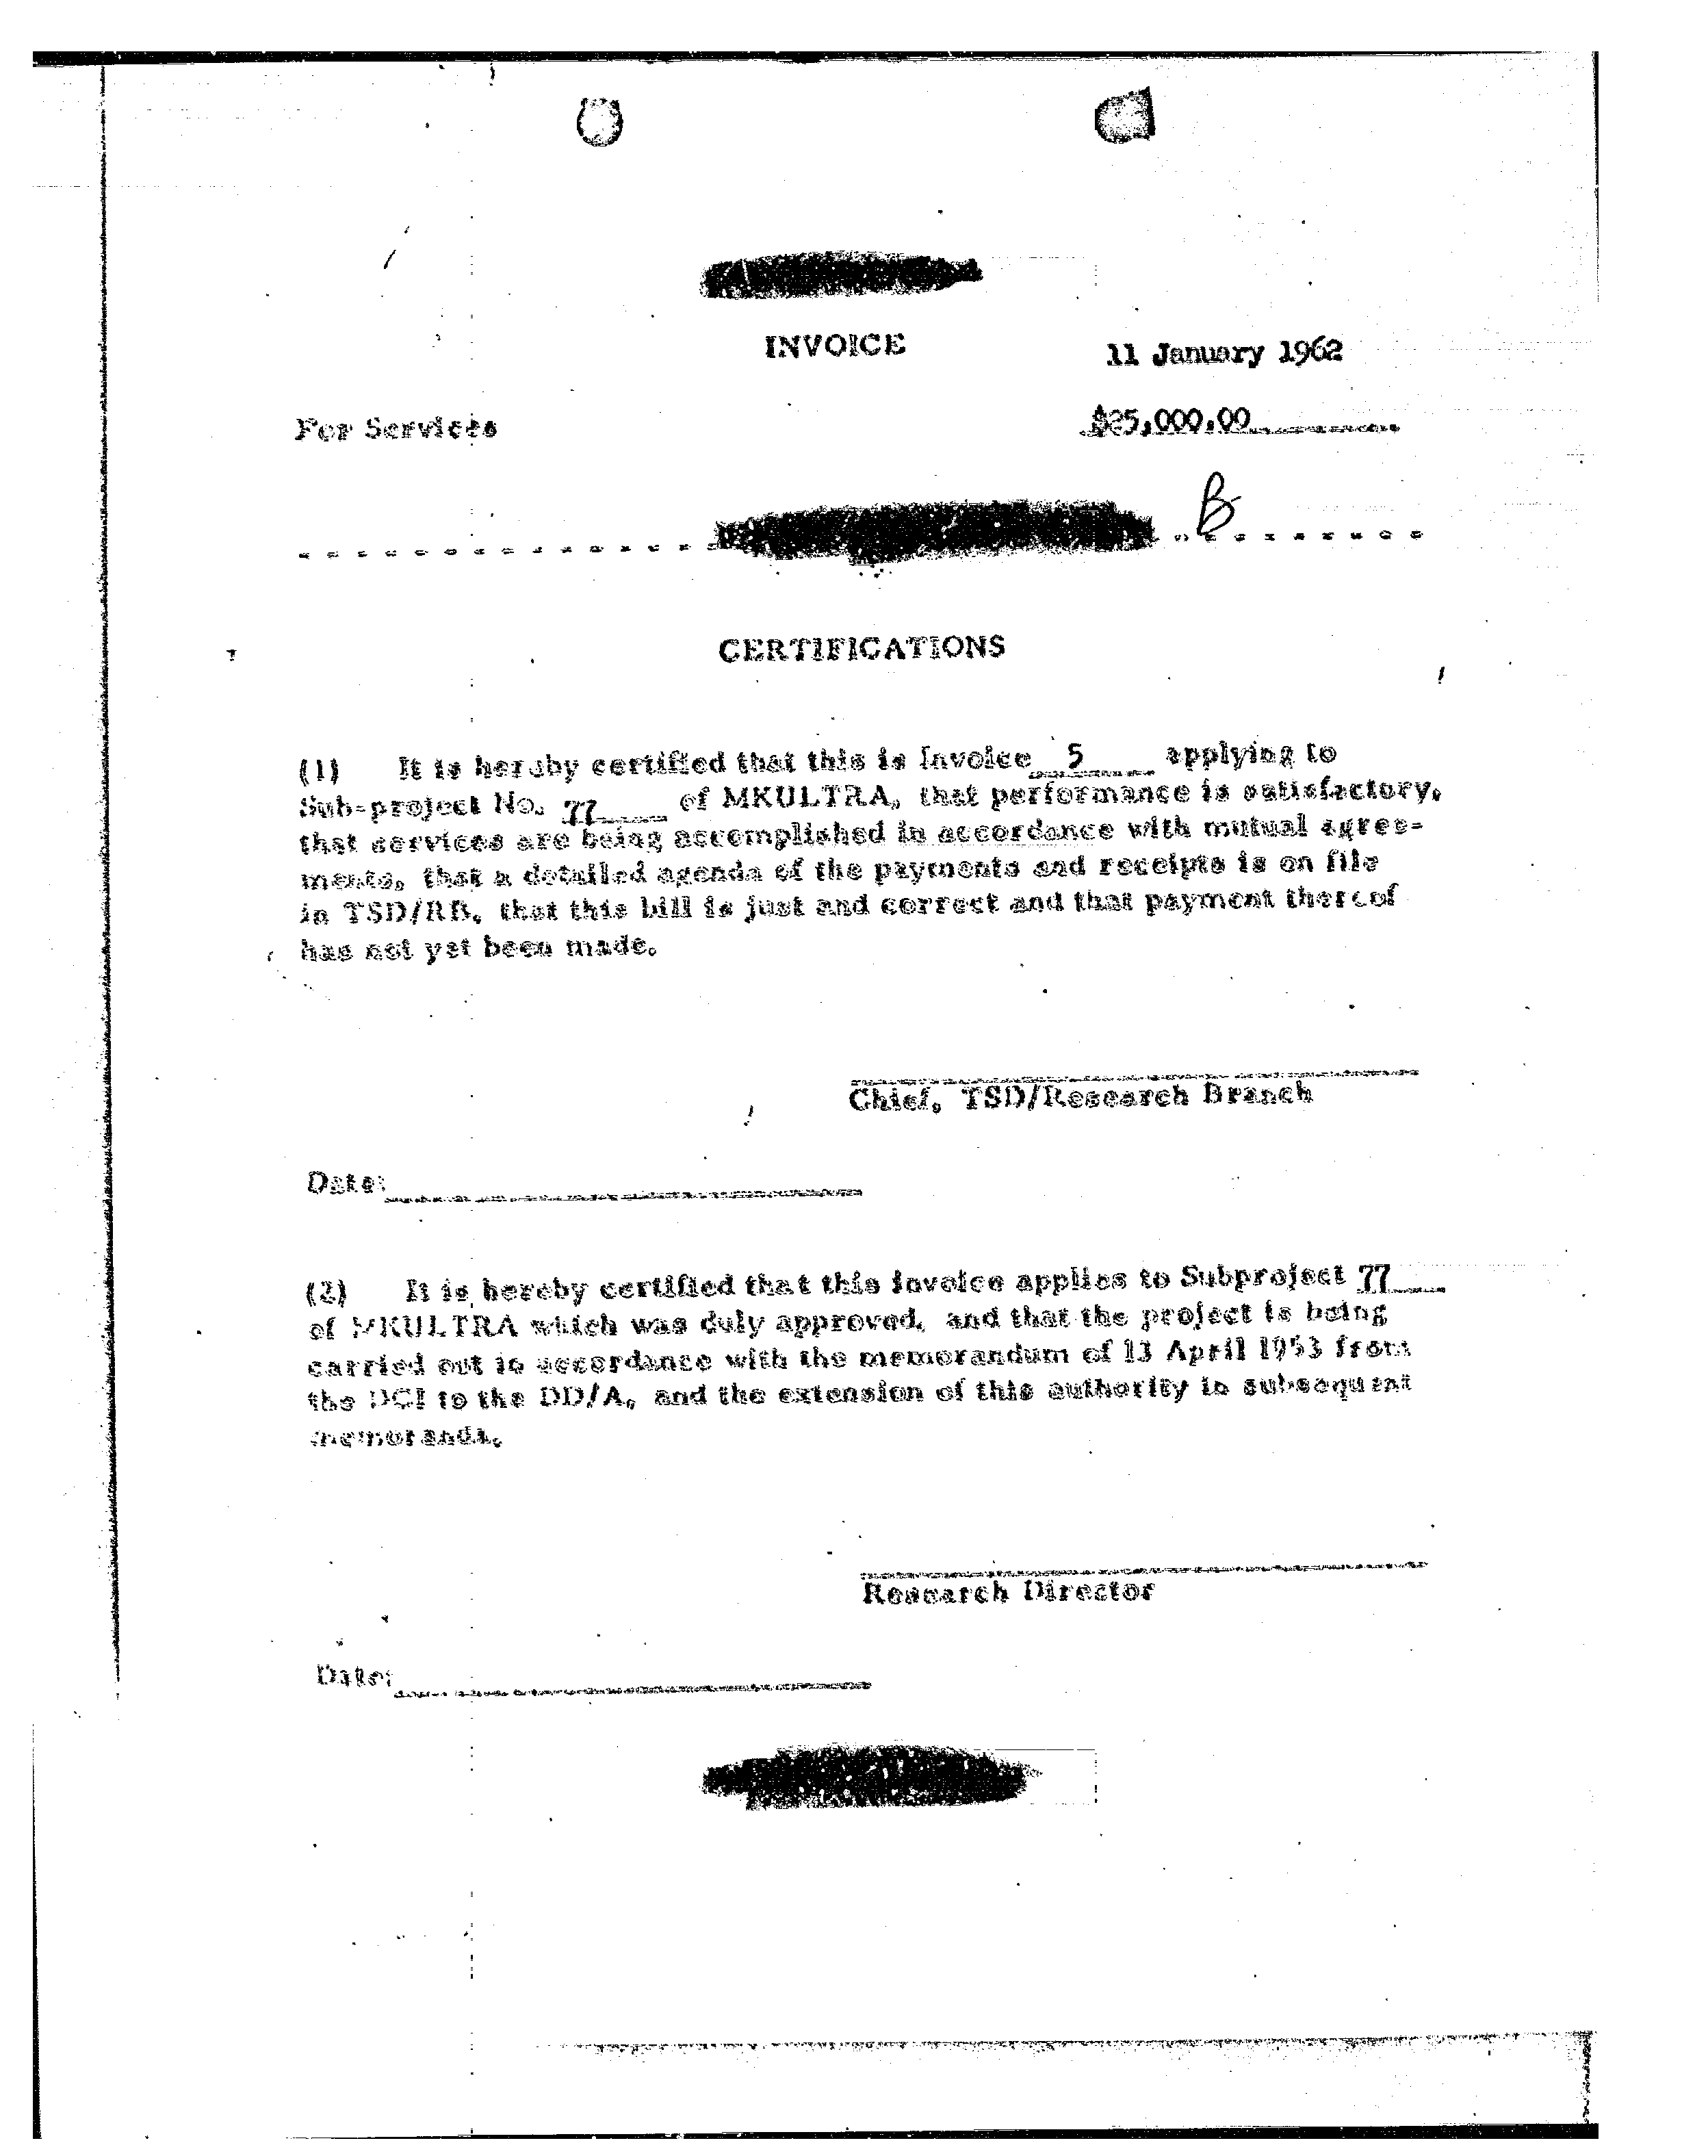 INVOICE
11 January 1962
For Services
$25,000.00
B
CERTIFICATIONS
(1) It is hereby certified that this is Invoice 5 applying to
Sub-project No. 77 of MKULTRA, that performance is satisfactory,
that services are being accomplished in accordance with mutual agree-
ments, that a detailed agenda of the payments and receipts is on file
in TSD/RB, that this bill is just and correct and that payment thereof
has not yet been made.
Chief, TSD/Research Branch
Date:
(2) It is hereby certified that this invoice applies to Subproject 77
of MKULTRA which was duly approved, and that the project is being
carried out in accordance with the memorandum of 13 April 1953 from
the DCI to the DD/A, and the extension of this authority in subsequent
memoranda.
Research Director
Date: